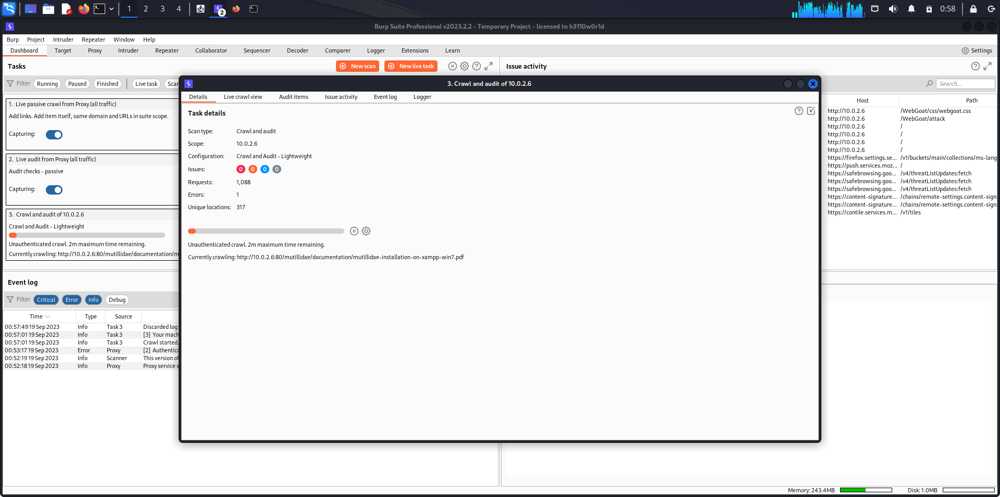 1 2 3 4 2 0:58
Burp Suite Professional v2023.2.2 - Temporary Project - licensed to h3110w0r1d
Burp Project Intruder Repeater Window Help
Dashboard Target Proxy Intruder Repeater Collaborator Sequencer Decoder Comparer Logger Extensions Learn Settings
Tasks New scan New live task Issue activity
Filter Running Paused Finished Live task Search...
3. Crawl and audit of 10.0.2.6
Details Live crawl view Audit items Issue activity Event log Logger
Task details
Scan type: Crawl and audit
Scope: 10.0.2.6
Configuration: Crawl and Audit - Lightweight
Issues: 0 0 0 0
Requests: 1,088
Errors: 1
Unique locations: 317
Unauthenticated crawl. 2m maximum time remaining.
Currently crawling: http://10.0.2.6:80/mutillidae/documentation/mutillidae-installation-on-xampp-win7.pdf
1. Live passive crawl from Proxy (all traffic)
Add links. Add item itself, same domain and URLs in suite scope.
Capturing:
2. Live audit from Proxy (all traffic)
Audit checks - passive
Capturing:
3. Crawl and audit of 10.0.2.6
Crawl and Audit - Lightweight
Unauthenticated crawl. 2m maximum time remaining.
Currently crawling: http://10.0.2.6:80/mutillidae/documentation/m
Host Path
http://10.0.2.6 /WebGoat/css/webgoat.css
http://10.0.2.6 /WebGoat/attack
http://10.0.2.6 /
http://10.0.2.6 /
http://10.0.2.6 /
http://10.0.2.6 /
https://firefox.settings.se... /v1/buckets/main/collections/ms-lang
https://push.services.moz... /
https://safebrowsing.goo... /v4/threatListUpdates:fetch
https://safebrowsing.goo... /v4/threatListUpdates:fetch
https://safebrowsing.goo... /v4/threatListUpdates:fetch
https://content-signature... /chains/remote-settings.content-sign
https://content-signature... /chains/remote-settings.content-sign
https://contile.services.m... /v1/tiles
Event log
Filter Critical Error Info Debug
Time Type Source
00:57:49 19 Sep 2023 Info Task 3 Discarded log
00:57:01 19 Sep 2023 Info Task 3 [3] Your mach
00:57:01 19 Sep 2023 Info Task 3 Crawl started.
00:53:17 19 Sep 2023 Error Proxy [2] Authentica
00:52:19 19 Sep 2023 Info Scanner This version of
00:52:18 19 Sep 2023 Info Proxy Proxy service s
Memory: 243.4MB Disk: 1.0MB